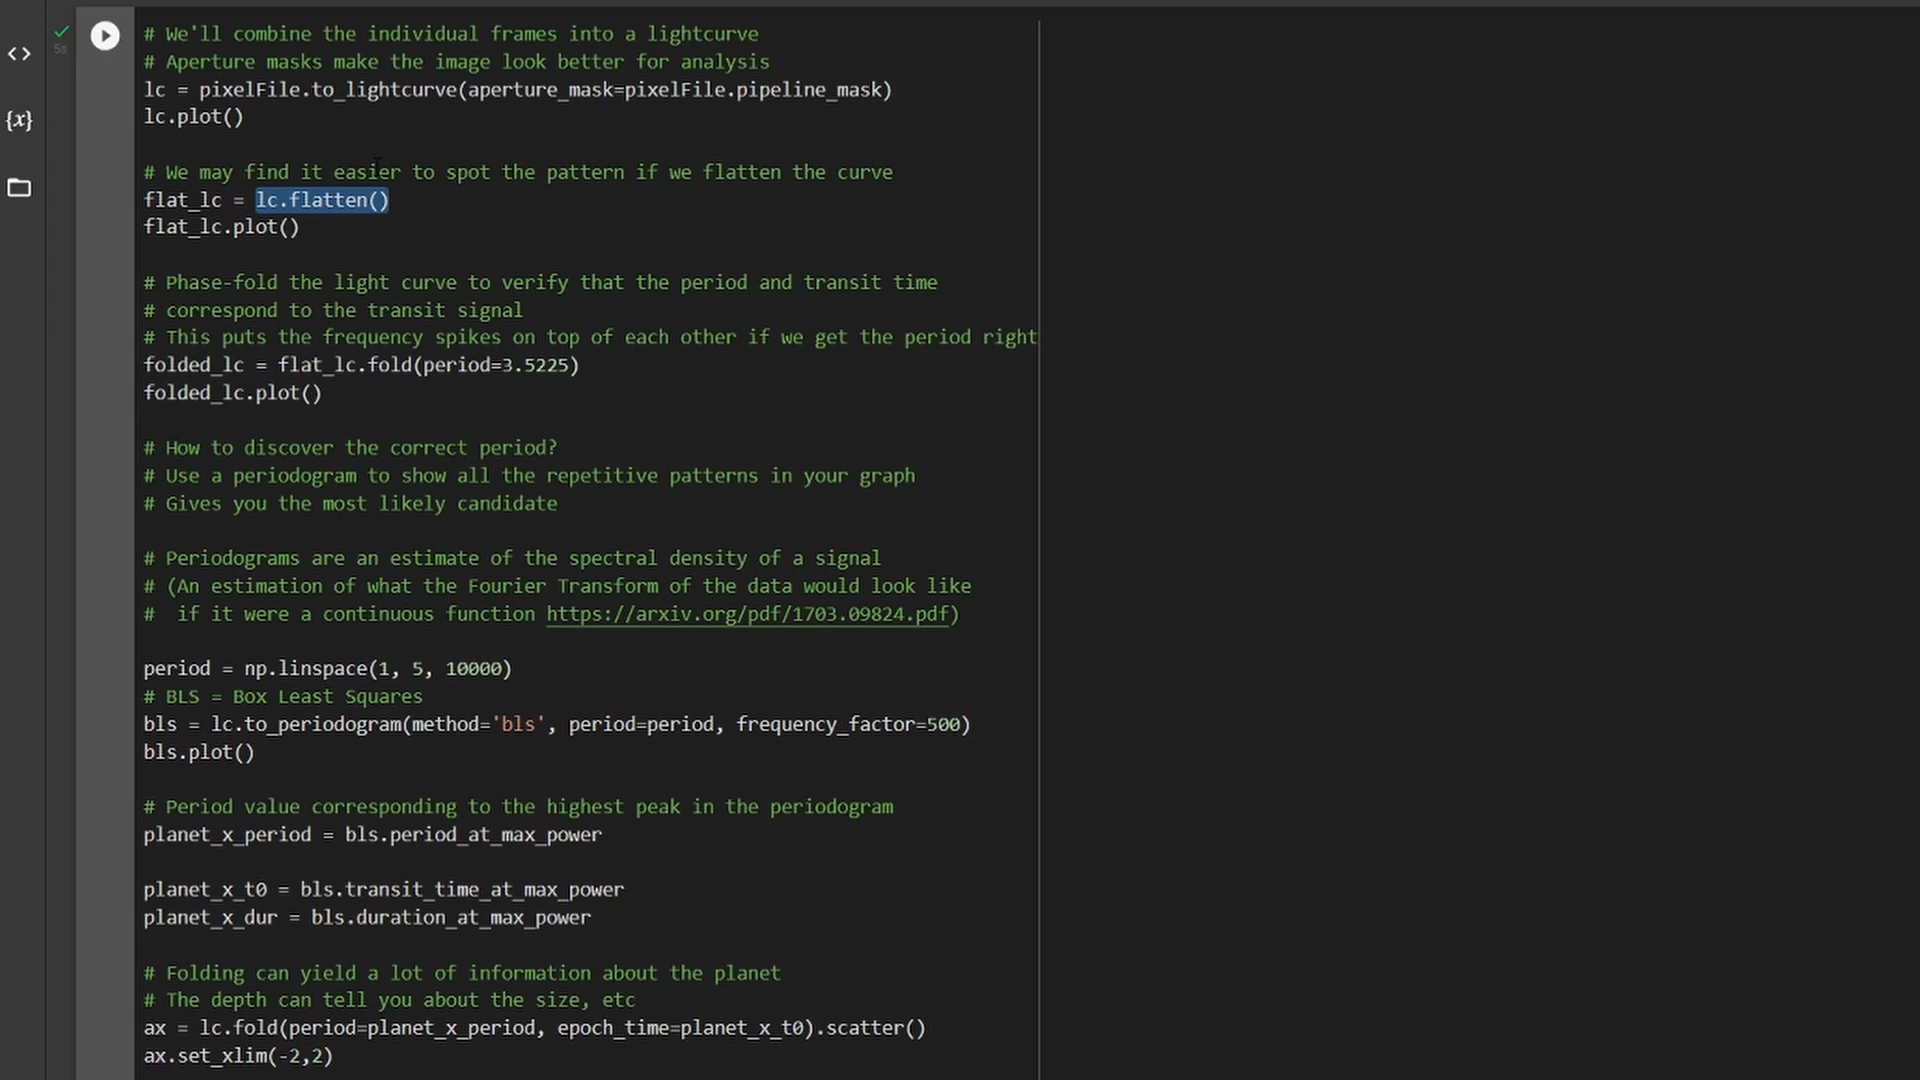 # We'll combine the individual frames into a lightcurve
# Aperture masks make the image look better for analysis
lc = pixelFile.to_lightcurve(aperture_mask=pixelFile.pipeline_mask)
lc.plot()
# We may find it easier to spot the pattern if we flatten the curve
flat_lc = lc.flatten()
flat_lc.plot()
# Phase-fold the light curve to verify that the period and transit time
# correspond to the transit signal
# This puts the frequency spikes on top of each other if we get the period right
folded_lc = flat_lc.fold(period=3.5225)
folded_lc.plot()
# How to discover the correct period?
# Use a periodogram to show all the repetitive patterns in your graph
# Gives you the most likely candidate
# Periodograms are an estimate of the spectral density of a signal
# (An estimation of what the Fourier Transform of the data would look like
#  if it were a continuous function https://arxiv.org/pdf/1703.09824.pdf)
period = np.linspace(1, 5, 10000)
# BLS = Box Least Squares
bls = lc.to_periodogram(method='bls', period=period, frequency_factor=500)
bls.plot()
# Period value corresponding to the highest peak in the periodogram
planet_x_period = bls.period_at_max_power
planet_x_t0 = bls.transit_time_at_max_power
planet_x_dur = bls.duration_at_max_power
# Folding can yield a lot of information about the planet
# The depth can tell you about the size, etc
ax = lc.fold(period=planet_x_period, epoch_time=planet_x_t0).scatter()
ax.set_xlim(-2,2)
5s
<>
{x}